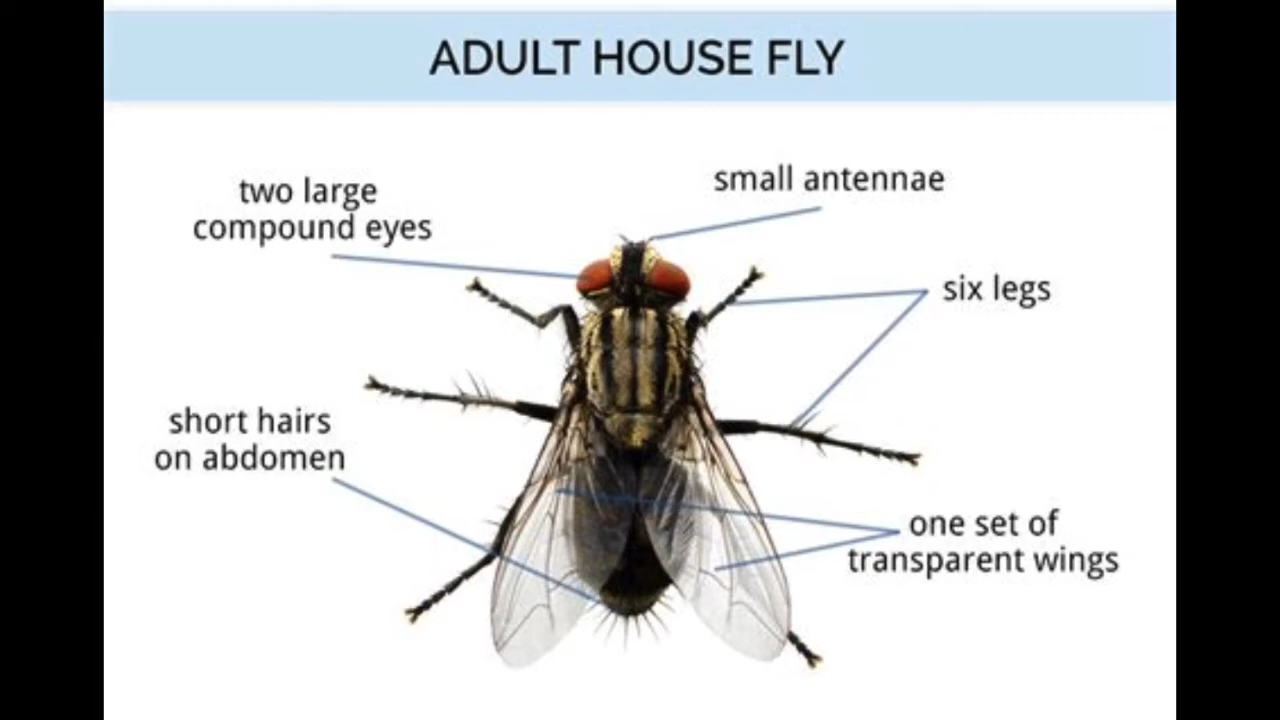 ADULT HOUSE FLY
two large
compound eyes
small antennae
six legs
short hairs
on abdomen
one set of
transparent wings